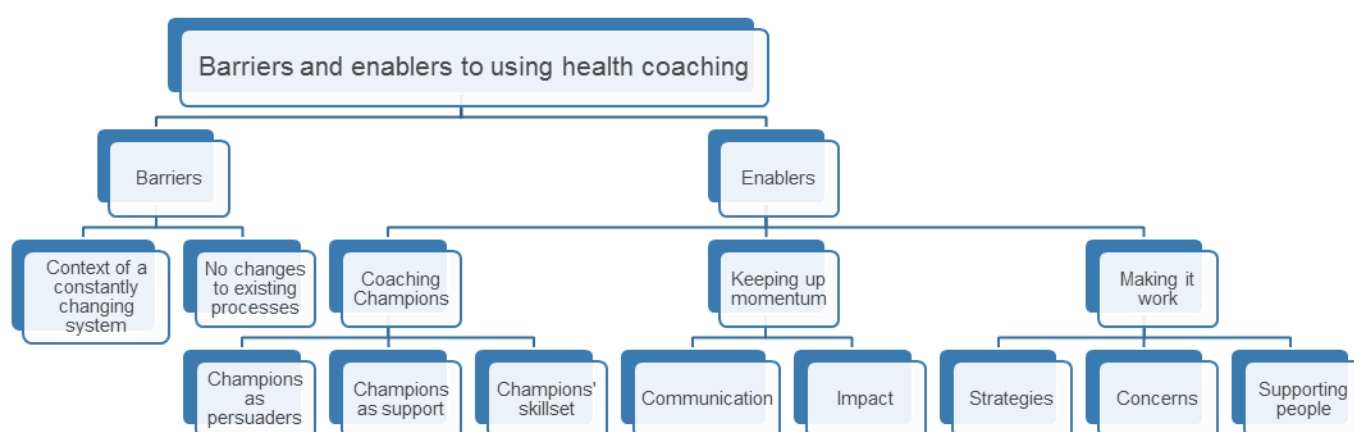 Barriers and enablers to using health coaching
Barriers
Enablers
Context of a
constantly
changing
system
No changes
to existing
processes
Coaching
Champions
Keeping up
momentum
Making it
work
Champions
as
persuaders
Champions
as support
Champions'
skillset
Communication
Impact
Strategies
Concerns
Supporting
people